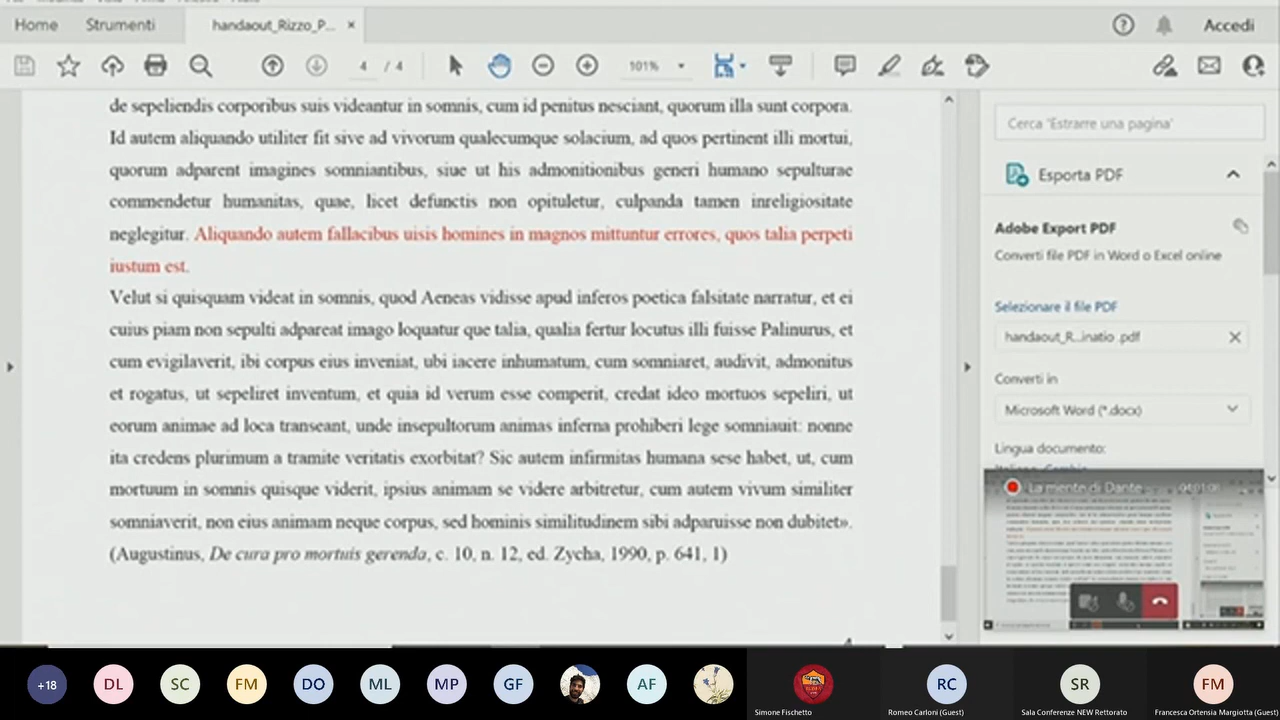 Home Strumenti handaout_Rizzo_P... × Accedi
4 / 4 101%
de sepeliendis corporibus suis videantur in somnis, cum id penitus nesciant, quorum illa sunt corpora.
Id autem aliquando utiliter fit sive ad vivorum qualecumque solacium, ad quos pertinent illi mortui,
quorum adparent imagines somniantibus, siue ut his admonitionibus generi humano sepulturae
commendetur humanitas, quae, licet defunctis non opituletur, culpanda tamen inreligiositate
neglegitur. Aliquando autem fallacibus uisis homines in magnos mittuntur errores, quos talia perpeti
iustum est.
Velut si quisquam videat in somnis, quod Aeneas vidisse apud inferos poetica falsitate narratur, et ei
cuius piam non sepulti adpareat imago loquatur que talia, qualia fertur locutus illi fuisse Palinurus, et
cum evigilaverit, ibi corpus eius inveniat, ubi iacere inhumatum, cum somniaret, audivit, admonitus
et rogatus, ut sepeliret inventum, et quia id verum esse comperit, credat ideo mortuos sepeliri, ut
eorum animae ad loca transeant, unde insepultorum animas inferna prohiberi lege somniauit: nonne
ita credens plurimum a tramite veritatis exorbitat? Sic autem infirmitas humana sese habet, ut, cum
mortuum in somnis quisque viderit, ipsius animam se videre arbitretur, cum autem vivum similiter
somniaverit, non eius animam neque corpus, sed hominis similitudinem sibi adparuisse non dubitet».
(Augustinus, De cura pro mortuis gerenda, c. 10, n. 12, ed. Zycha, 1990, p. 641, 1)
Cerca 'Estrarre una pagina'
Esporta PDF
Adobe Export PDF
Converti file PDF in Word o Excel online
Selezionare il file PDF
handaout_R...inatio .pdf
Converti in
Microsoft Word (*.docx)
Lingua documento:
La mente di Dante
+18 DL SC FM DO ML MP GF AF RC SR FM
Simone Fischetto
Romeo Carloni (Guest)
Sala Conferenze NEW Rettorato
Francesca Ortensia Margiotta (Guest)